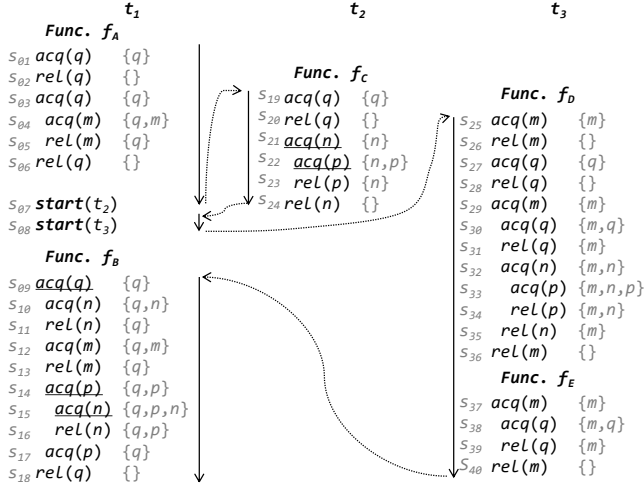 t1
Func. fA
s01 acq(q) {q}
s02 rel(q) {}
s03 acq(q) {q}
s04 acq(m) {q,m}
s05 rel(m) {q}
s06 rel(q) {}
s07 start(t2)
s08 start(t3)
Func. fB
s09 acq(q) {q}
s10 acq(n) {q,n}
s11 rel(n) {q}
s12 acq(m) {q,m}
s13 rel(m) {q}
s14 acq(p) {q,p}
s15 acq(n) {q,p,n}
s16 rel(n) {q,p}
s17 acq(p) {q}
s18 rel(q) {}
t2
Func. fC
s19 acq(q) {q}
s20 rel(q) {}
s21 acq(n) {n}
s22 acq(p) {n,p}
s23 rel(p) {n}
s24 rel(n) {}
t3
Func. fD
s25 acq(m) {m}
s26 rel(m) {}
s27 acq(q) {q}
s28 rel(q) {}
s29 acq(m) {m}
s30 acq(q) {m,q}
s31 rel(q) {m}
s32 acq(n) {m,n}
s33 acq(p) {m,n,p}
s34 rel(p) {m,n}
s35 rel(n) {m}
s36 rel(m) {}
Func. fE
s37 acq(m) {m}
s38 acq(q) {m,q}
s39 rel(q) {m}
s40 rel(m) {}